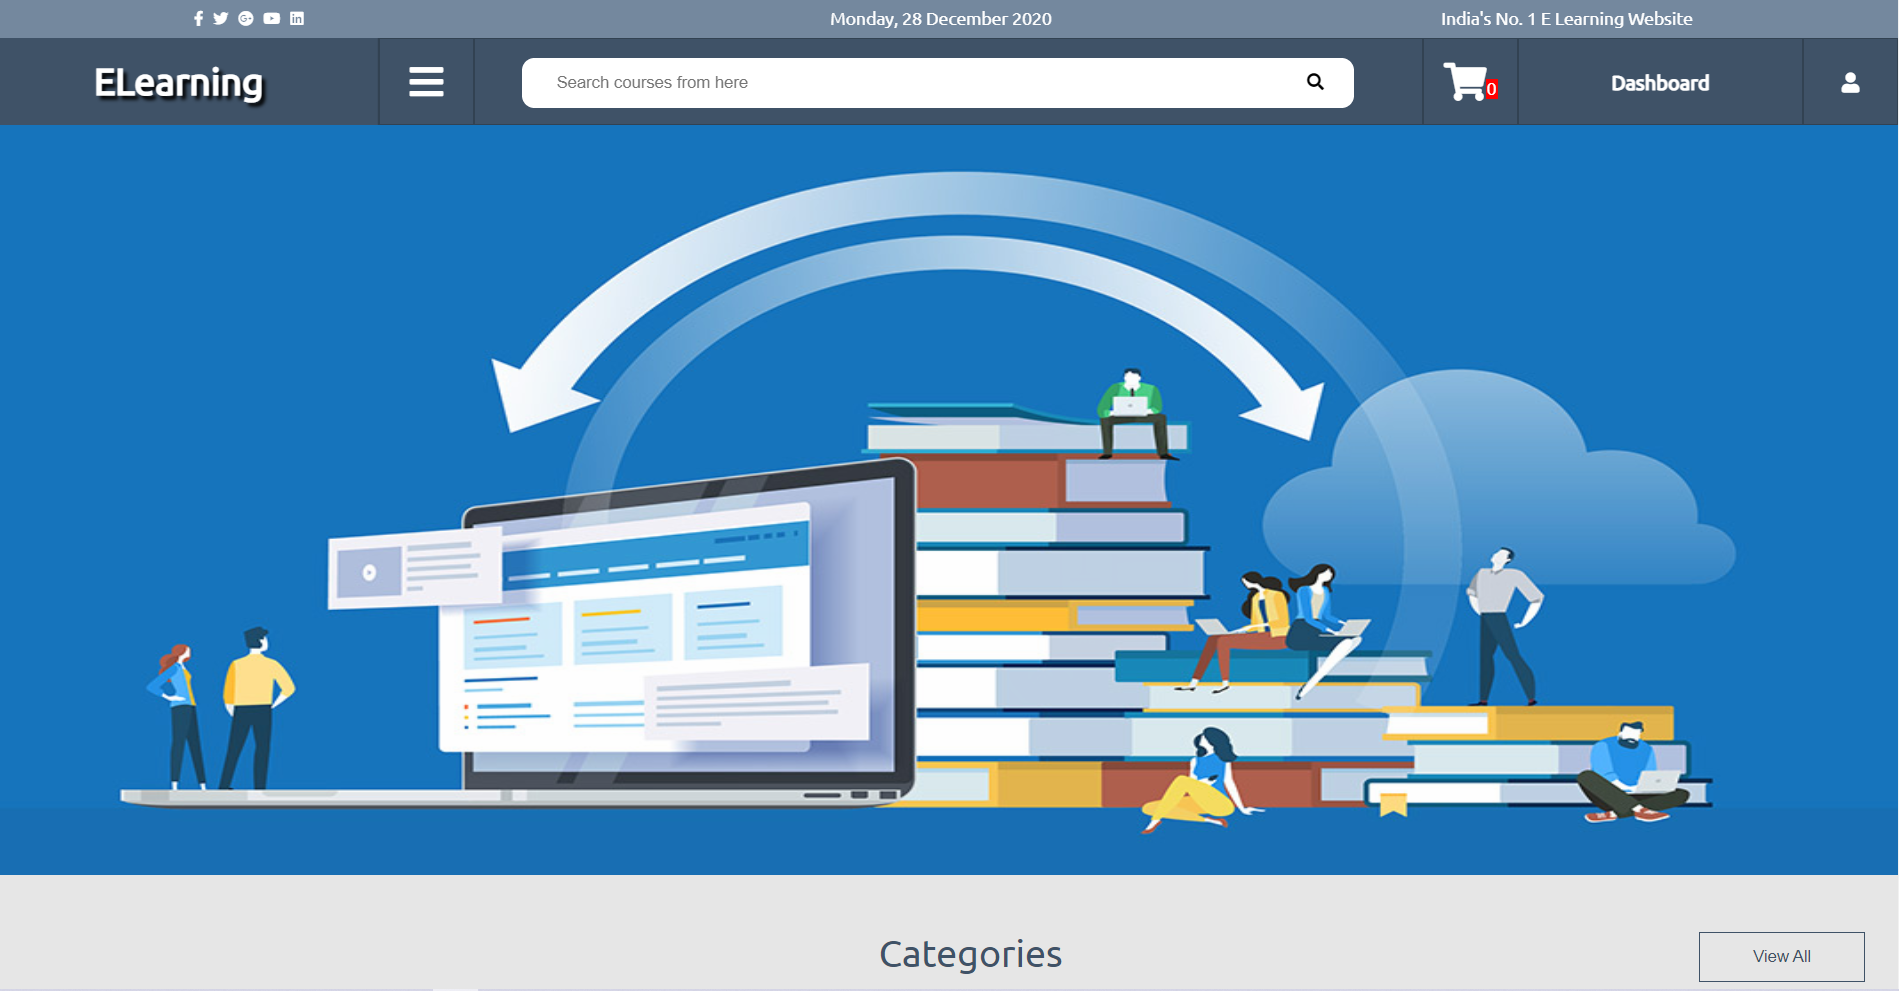 Monday, 28 December 2020
India's No. 1 E Learning Website
ELearning
Search courses from here
0
Dashboard
Categories
View All